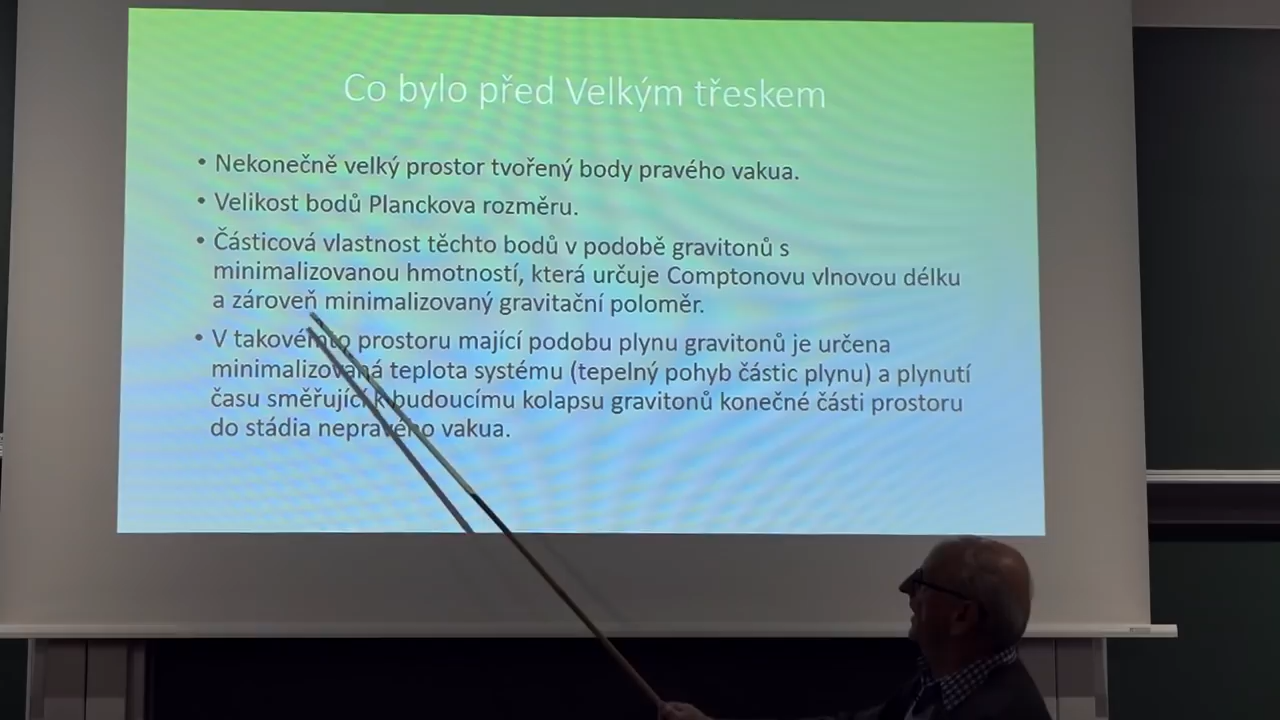 Co bylo před Velkým třeskem
• Nekonečně velký prostor tvořený body pravého vakua.
• Velikost bodů Planckova rozměru.
• Částicová vlastnost těchto bodů v podobě gravitonů s
minimalizovanou hmotností, která určuje Comptonovu vlnovou délku
a zároveň minimalizovaný gravitační poloměr.
• V takovémto prostoru mající podobu plynu gravitonů je určena
minimalizovaná teplota systému (tepelný pohyb částic plynu) a plynutí
času směřující k budoucímu kolapsu gravitonů konečné části prostoru
do stádia nepravého vakua.